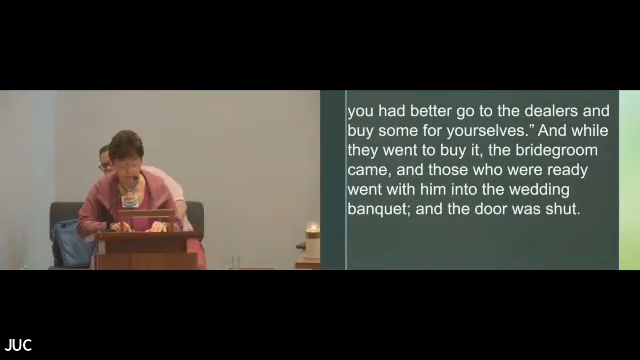 you had better go to the dealers and
buy some for yourselves.” And while
they went to buy it, the bridegroom
came, and those who were ready
went with him into the wedding
banquet; and the door was shut.
JUC